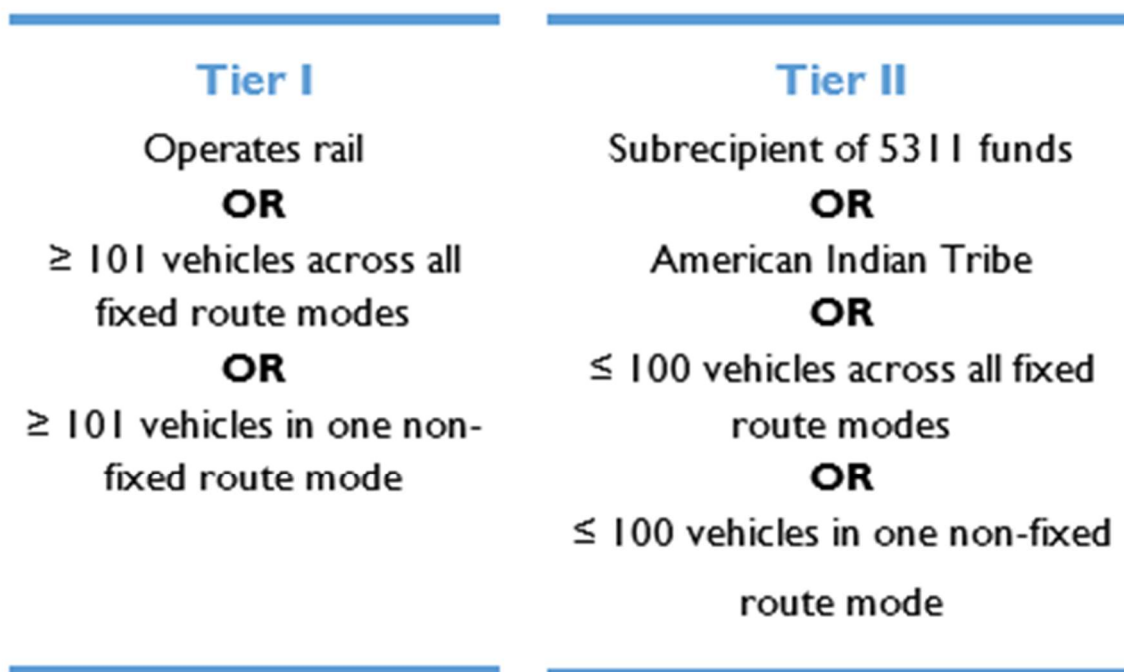 Tier I
Operates rail
OR
≥ 101 vehicles across all
fixed route modes
OR
≥ 101 vehicles in one non-
fixed route mode
Tier II
Subrecipient of 5311 funds
OR
American Indian Tribe
OR
≤ 100 vehicles across all fixed
route modes
OR
≤ 100 vehicles in one non-fixed
route mode